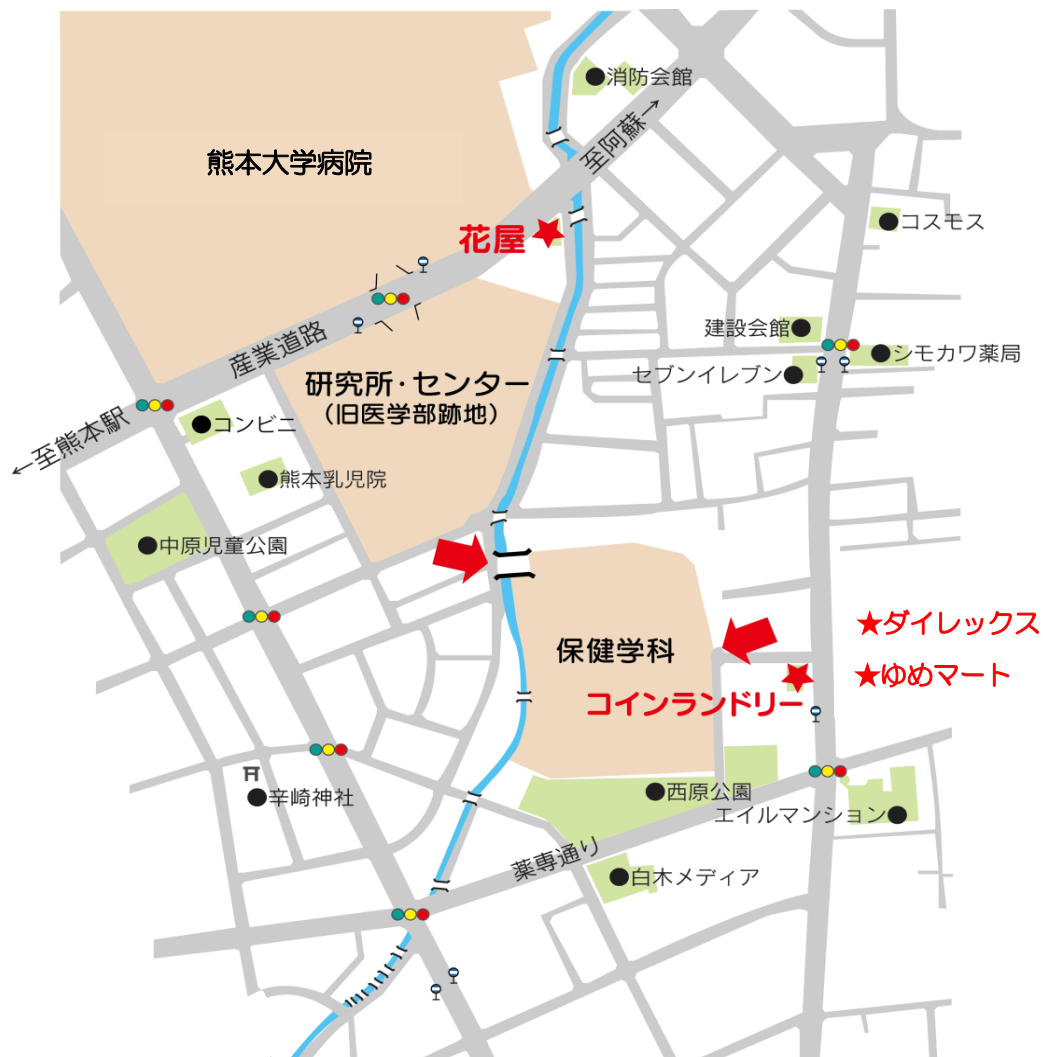 消防会館
至阿蘇→
熊本大学病院
コスモス
花屋
建設会館
シモカワ薬局
産業道路
セブンイレブン
研究所・センター
(旧医学部跡地)
←至熊本駅
コンビニ
熊本乳児院
中原児童公園
★ダイレックス
保健学科
★ゆめマート
コインランドリー
辛崎神社
西原公園
エイルマンション
薬専通り
白木メディア